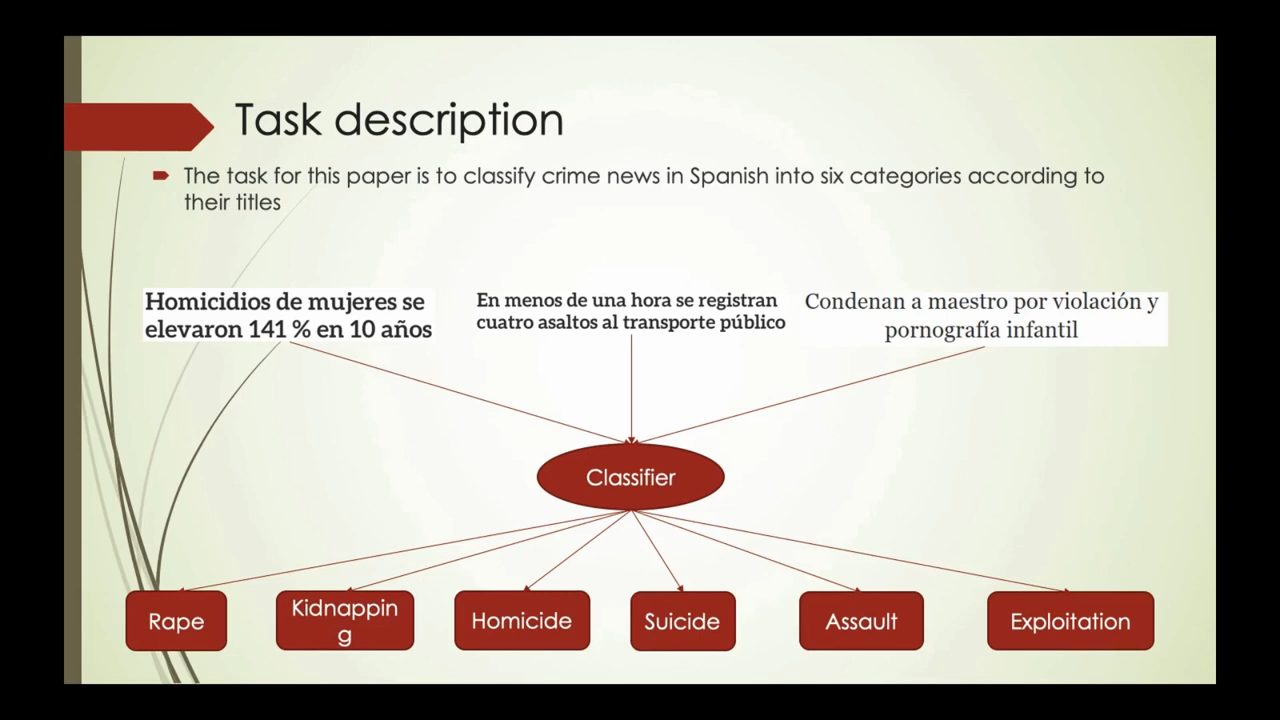 Task description
The task for this paper is to classify crime news in Spanish into six categories according to
their titles
Homicidios de mujeres se
elevaron 141 % en 10 años
En menos de una hora se registran
cuatro asaltos al transporte público
Condenan a maestro por violación y
pornografía infantil
Classifier
Rape
Kidnappin
g
Homicide
Suicide
Assault
Exploitation